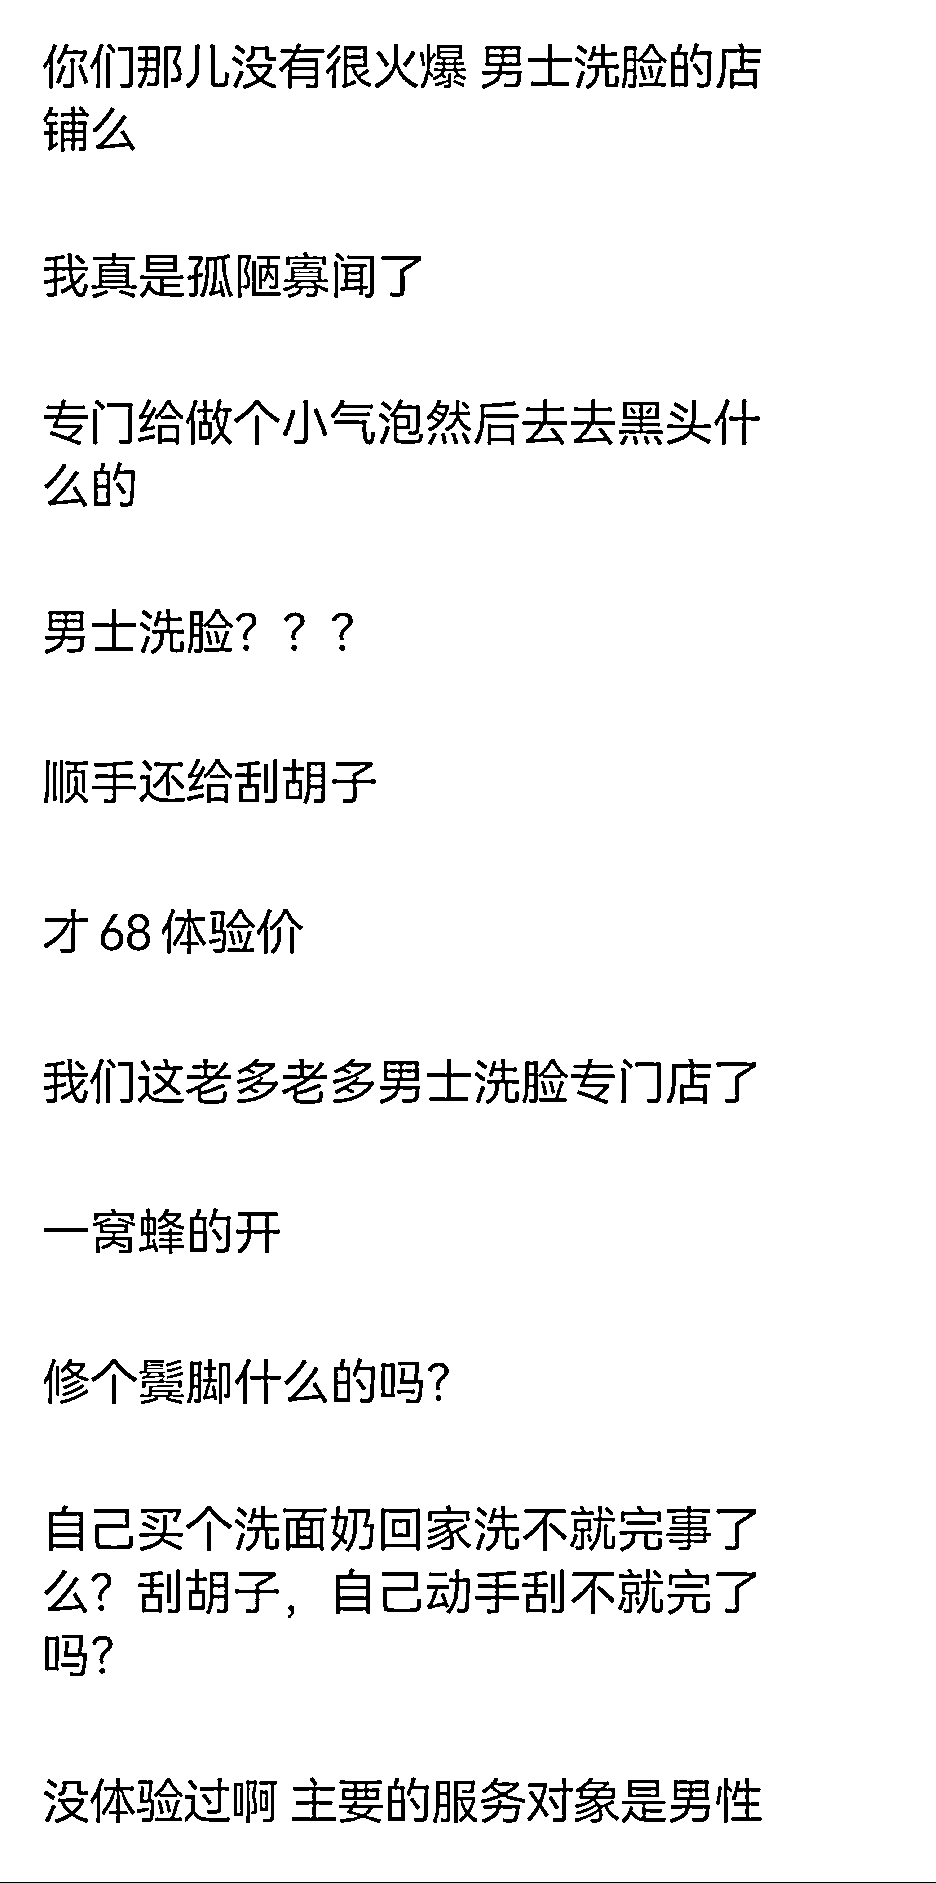 你们那儿没有很火爆 男士洗脸的店
铺么
我真是孤陋寡闻了
专门给做个小气泡然后去去黑头什
么的
男士洗脸？？？
顺手还给刮胡子
才 68 体验价
我们这老多老多男士洗脸专门店了
一窝蜂的开
修个鬓脚什么的吗？
自己买个洗面奶回家洗不就完事了
么？刮胡子，自己动手刮不就完了
吗？
没体验过啊 主要的服务对象是男性